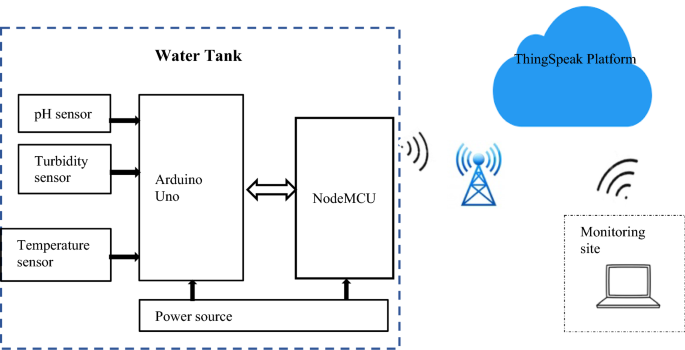 Water Tank
ThingSpeak Platform
pH sensor
Turbidity
sensor
Arduino
Uno
NodeMCU
Temperature
sensor
Monitoring
site
Power source